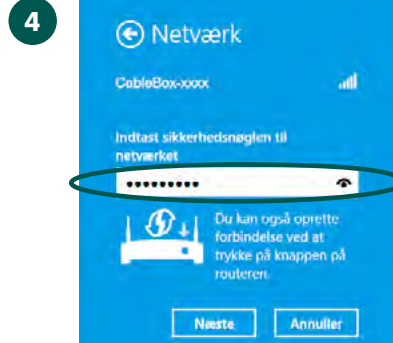 4
Netværk
CableBox-xxxx
Indtast sikkerhedsnøglen til
netværket
Du kan også oprette
forbindelse ved at
trykke på knappen på
routeren.
Næste Annuller